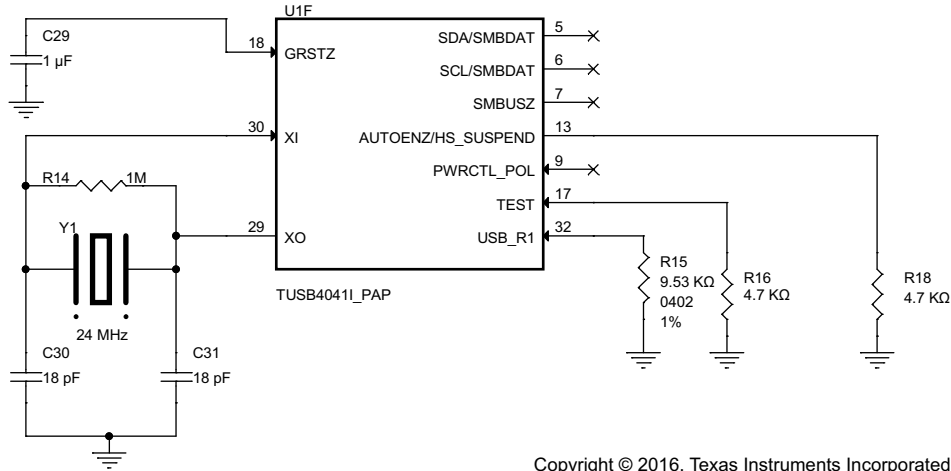 U1F
C29
1 µF
18
GRSTZ
SDA/SMBDAT
5
SCL/SMBDAT
6
SMBUSZ
7
30
XI
AUTOENZ/HS_SUSPEND
13
PWRCTL_POL
9
R14
1M
TEST
17
Y1
29
XO
USB_R1
32
R15
9.53 KΩ
0402
1%
R16
4.7 KΩ
R18
4.7 KΩ
TUSB4041I_PAP
24 MHz
C30
18 pF
C31
18 pF
Copyright © 2016, Texas Instruments Incorporated